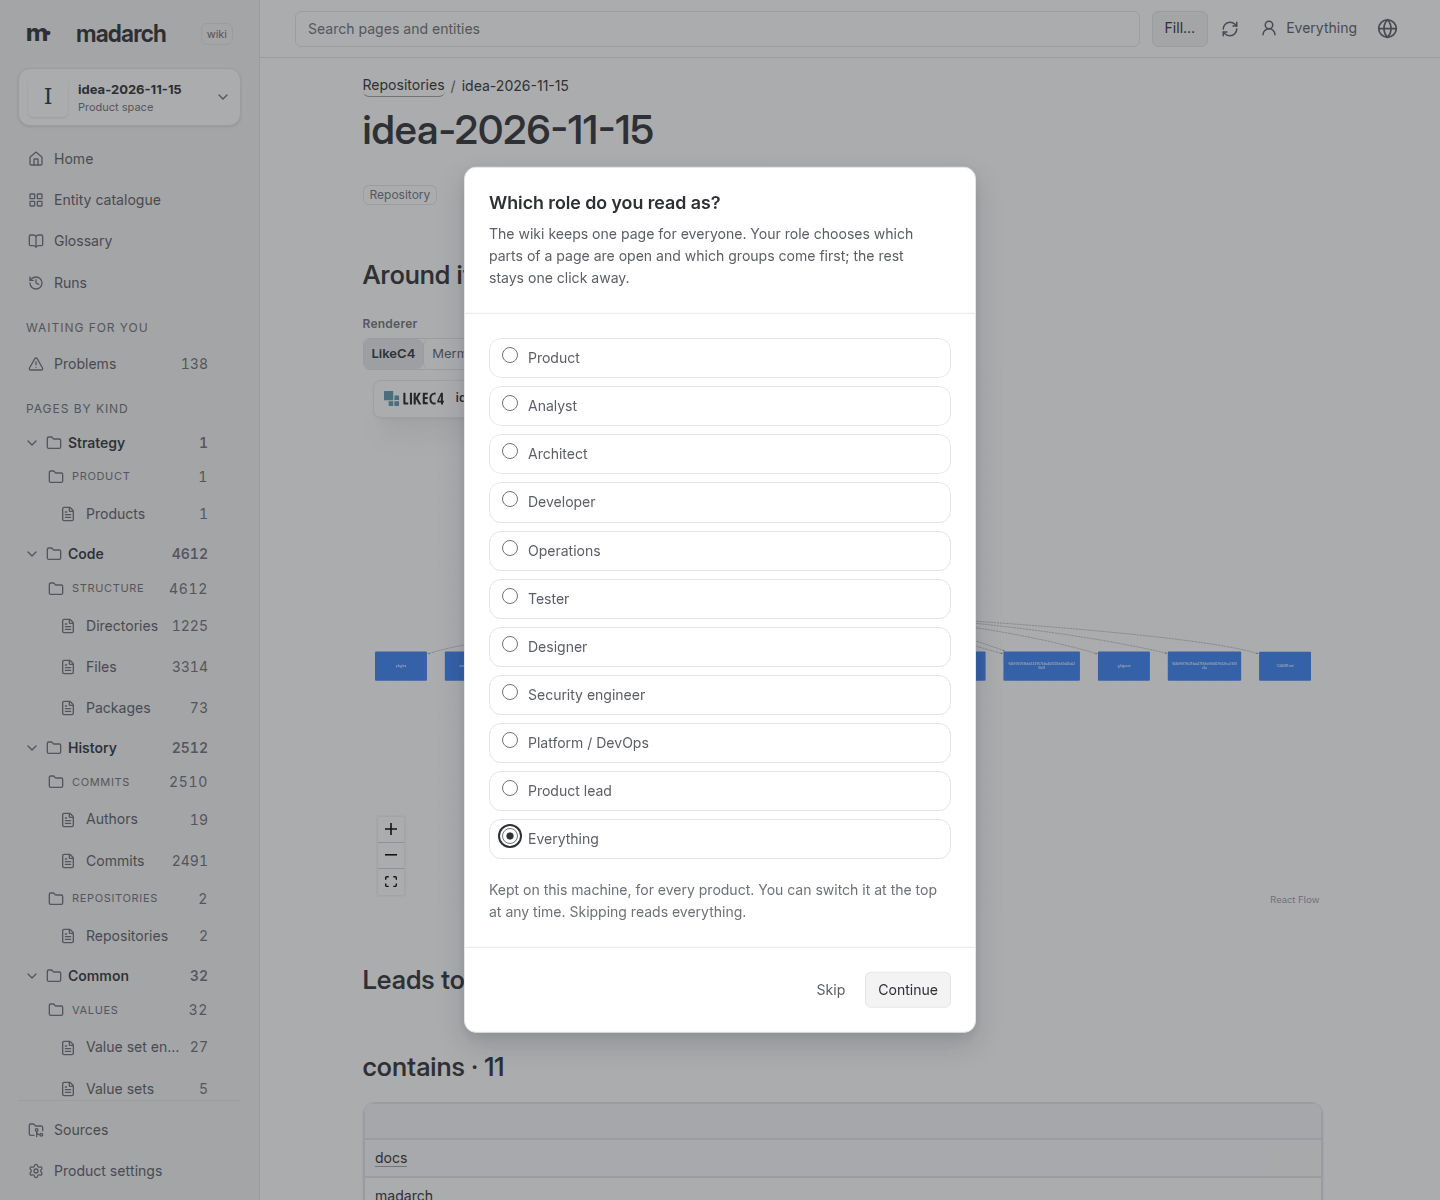 m·
madarch
wiki
I
idea-2026-11-15
Product space
Home
Entity catalogue
Glossary
Runs
WAITING FOR YOU
Problems 138
PAGES BY KIND
Strategy 1
PRODUCT 1
Products 1
Code 4612
STRUCTURE 4612
Directories 1225
Files 3314
Packages 73
History 2512
COMMITS 2510
Authors 19
Commits 2491
REPOSITORIES 2
Repositories 2
Common 32
VALUES 32
Value set en... 27
Value sets 5
Sources
Product settings
Search pages and entities
Fill...
Everything
Repositories / idea-2026-11-15
idea-2026-11-15
Repository
Around i
Renderer
LikeC4 Merm
LIKEC4 id
Which role do you read as?
The wiki keeps one page for everyone. Your role chooses which
parts of a page are open and which groups come first; the rest
stays one click away.
Product
Analyst
Architect
Developer
Operations
Tester
Designer
Security engineer
Platform / DevOps
Product lead
Everything
Kept on this machine, for every product. You can switch it at the top
at any time. Skipping reads everything.
Skip
Continue
React Flow
Leads to
contains · 11
docs
madarch